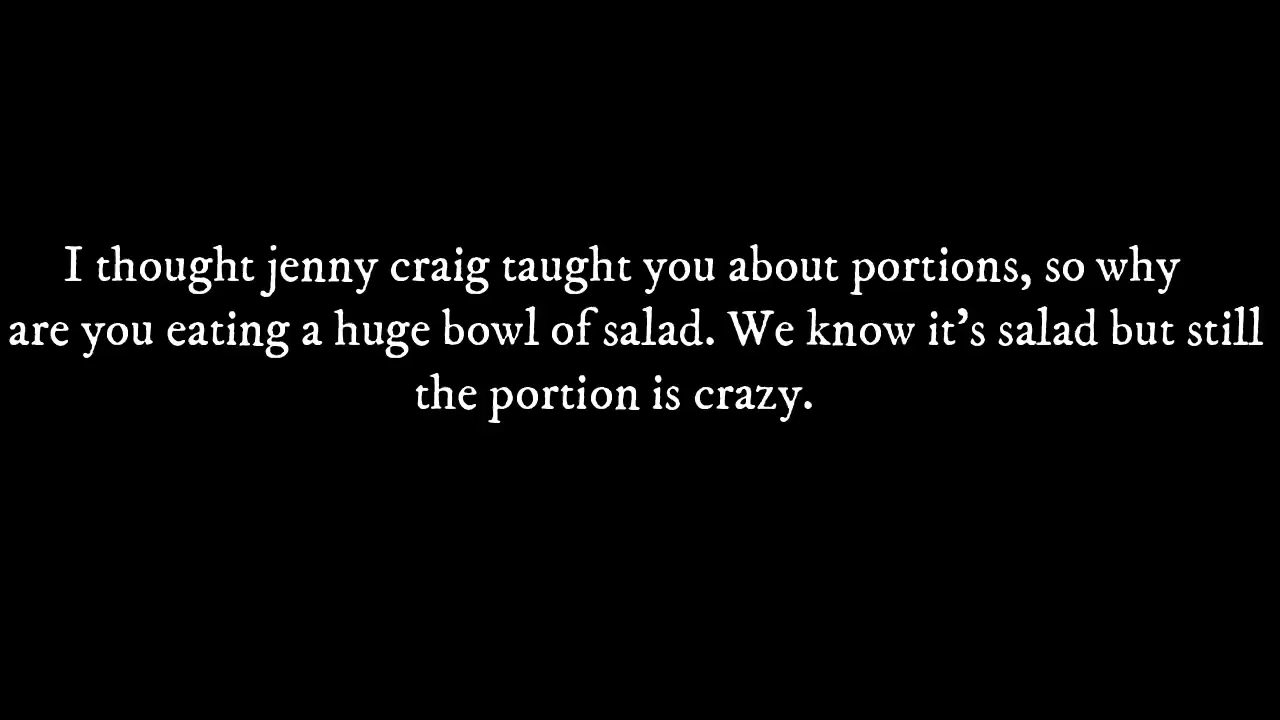 I thought jenny craig taught you about portions, so why
are you eating a huge bowl of salad. We know it's salad but still
the portion is crazy.